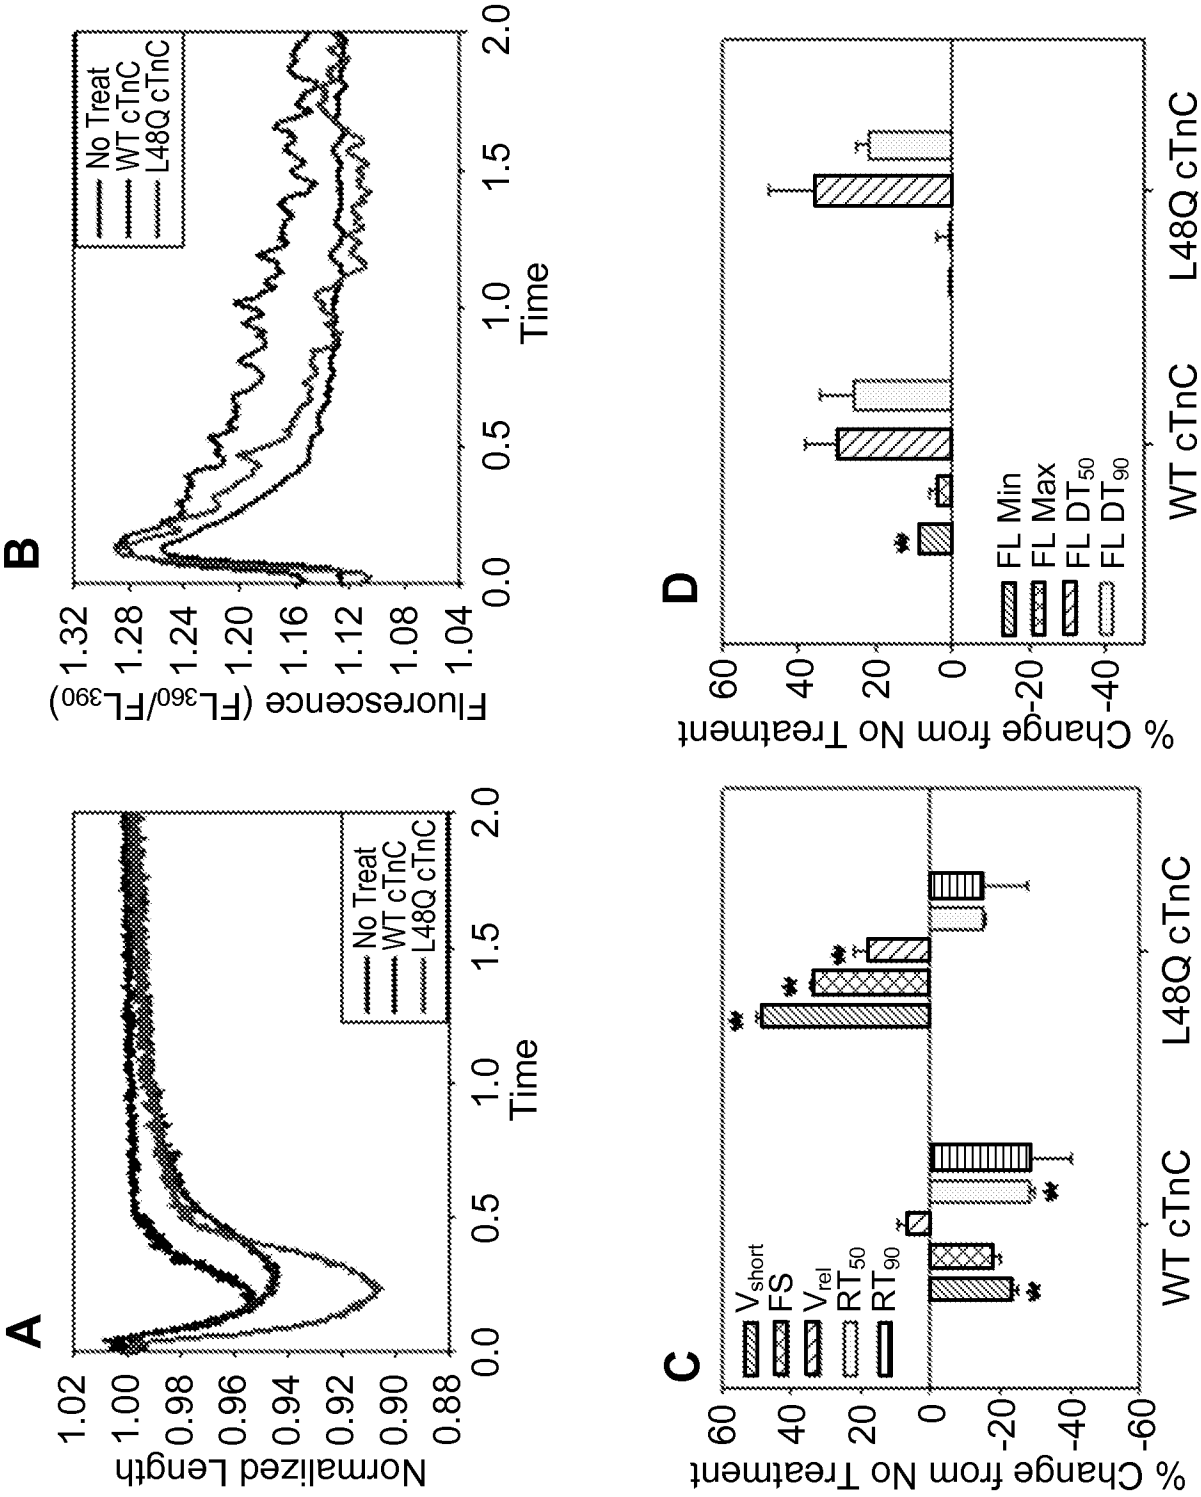 A
1.02
1.00
0.98
0.96
0.94
0.92
0.90
0.88
Normalized Length
0.0
0.5
1.0
1.5
2.0
Time
No Treat
WT cTnC
L48Q cTnC
B
1.32
1.28
1.24
1.20
1.16
1.12
1.08
1.04
Fluorescence (FL360/FL390)
0.0
0.5
1.0
1.5
2.0
Time
No Treat
WT cTnC
L48Q cTnC
C
60
40
20
0
-20
-40
-60
% Change from No Treatment
Vshort
FS
Vrel
RT50
RT90
WT cTnC
L48Q cTnC
D
60
40
20
0
-20
-40
% Change from No Treatment
FL Min
FL Max
FL DT50
FL DT90
WT cTnC
L48Q cTnC